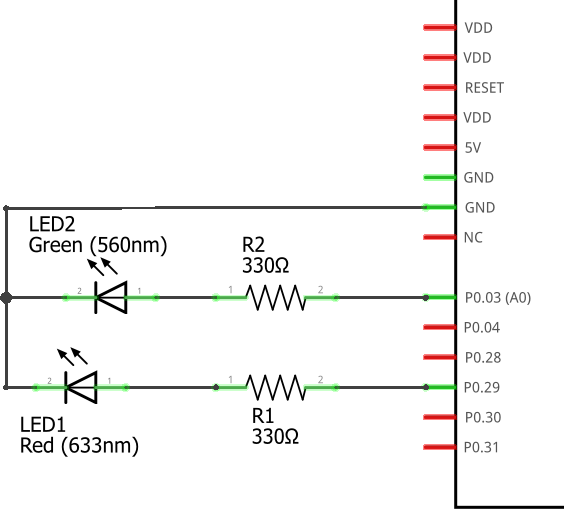 VDD
VDD
RESET
VDD
5V
GND
GND
NC
LED2
Green (560nm)
R2
330Ω
2
1
1
2
P0.03 (A0)
P0.04
P0.28
2
1
1
2
P0.29
LED1
Red (633nm)
R1
330Ω
P0.30
P0.31